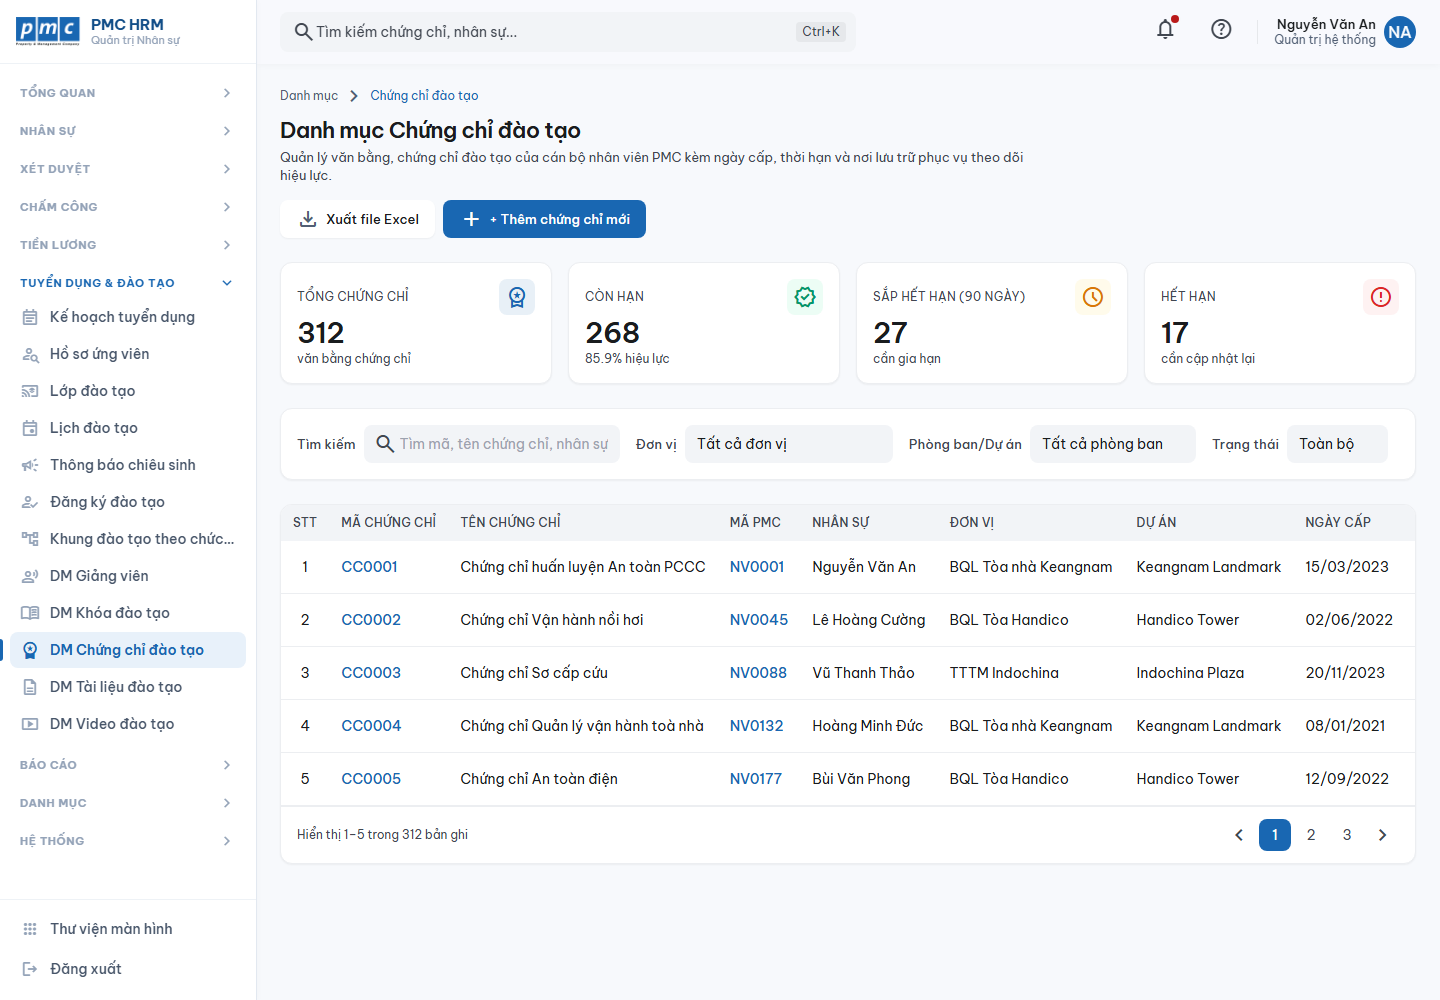 pmc
PMC HRM
Quản trị Nhân sự
TỔNG QUAN
NHÂN SỰ
XÉT DUYỆT
CHẤM CÔNG
TIỀN LƯƠNG
TUYỂN DỤNG & ĐÀO TẠO
Kế hoạch tuyển dụng
Hồ sơ ứng viên
Lớp đào tạo
Lịch đào tạo
Thông báo chiêu sinh
Đăng ký đào tạo
Khung đào tạo theo chức...
DM Giảng viên
DM Khóa đào tạo
DM Chứng chỉ đào tạo
DM Tài liệu đào tạo
DM Video đào tạo
BÁO CÁO
DANH MỤC
HỆ THỐNG
Thư viện màn hình
Đăng xuất
Tìm kiếm chứng chỉ, nhân sự... Ctrl+K
Nguyễn Văn An
Quản trị hệ thống
NA
Danh mục > Chứng chỉ đào tạo
Danh mục Chứng chỉ đào tạo
Quản lý văn bằng, chứng chỉ đào tạo của cán bộ nhân viên PMC kèm ngày cấp, thời hạn và nơi lưu trữ phục vụ theo dõi
hiệu lực.
Xuất file Excel
+ Thêm chứng chỉ mới
TỔNG CHỨNG CHỈ
312
văn bằng chứng chỉ
CÒN HẠN
268
85.9% hiệu lực
SẮP HẾT HẠN (90 NGÀY)
27
cần gia hạn
HẾT HẠN
17
cần cập nhật lại
Tìm kiếm Tìm mã, tên chứng chỉ, nhân sự Đơn vị Tất cả đơn vị Phòng ban/Dự án Tất cả phòng ban Trạng thái Toàn bộ
STT MÃ CHỨNG CHỈ TÊN CHỨNG CHỈ MÃ PMC NHÂN SỰ ĐƠN VỊ DỰ ÁN NGÀY CẤP
1 CC0001 Chứng chỉ huấn luyện An toàn PCCC NV0001 Nguyễn Văn An BQL Tòa nhà Keangnam Keangnam Landmark 15/03/2023
2 CC0002 Chứng chỉ Vận hành nồi hơi NV0045 Lê Hoàng Cường BQL Tòa Handico Handico Tower 02/06/2022
3 CC0003 Chứng chỉ Sơ cấp cứu NV0088 Vũ Thanh Thảo TTTM Indochina Indochina Plaza 20/11/2023
4 CC0004 Chứng chỉ Quản lý vận hành toà nhà NV0132 Hoàng Minh Đức BQL Tòa nhà Keangnam Keangnam Landmark 08/01/2021
5 CC0005 Chứng chỉ An toàn điện NV0177 Bùi Văn Phong BQL Tòa Handico Handico Tower 12/09/2022
Hiển thị 1–5 trong 312 bản ghi
1 2 3